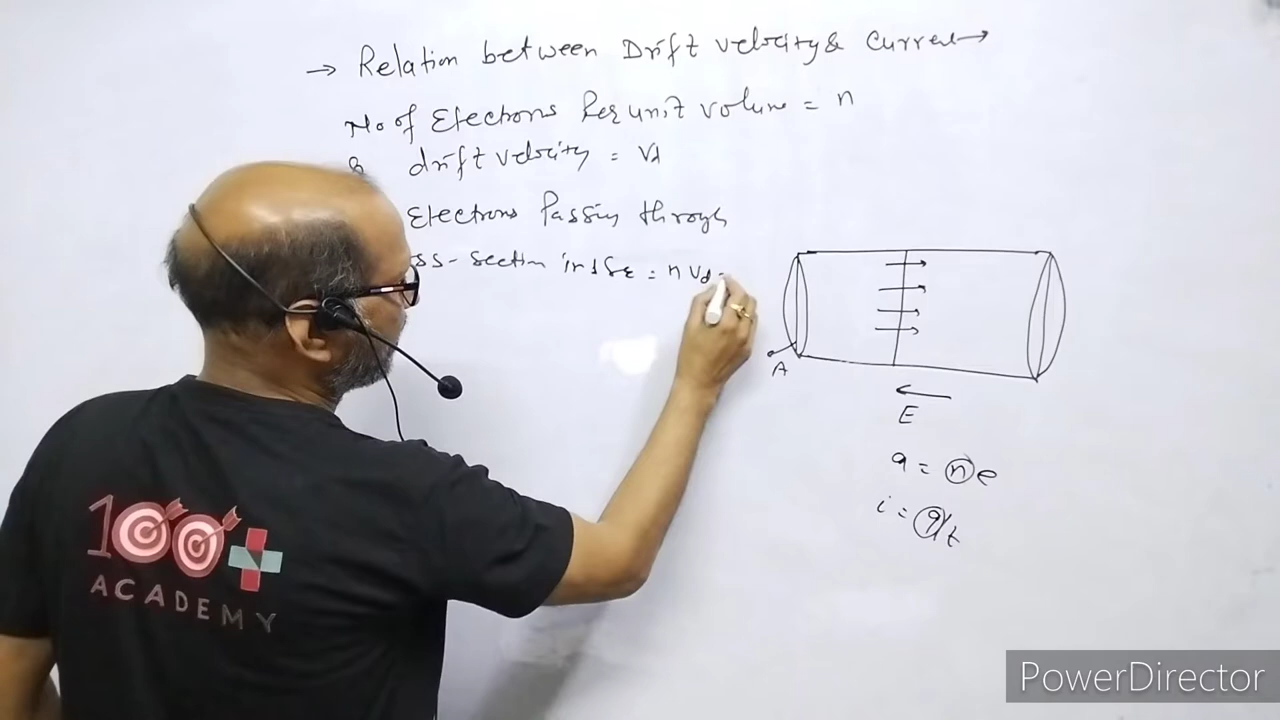 → Relation between Drift velocity & Current →
No of Electrons Per unit volume = n
& drift velocity = vd
Electrons Passing through
ss-section in 1 Sec = n vd
A
E
q = n e
i = q/t
100+
ACADEMY
PowerDirector